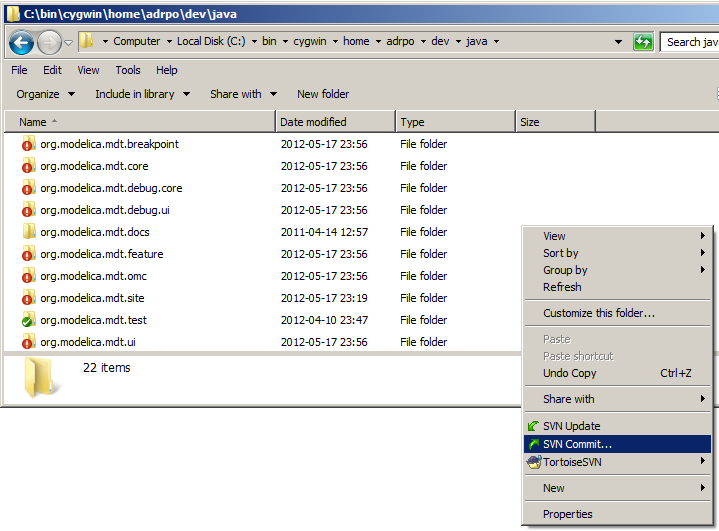 C:\bin\cygwin\home\adrpo\dev\java
Computer Local Disk (C:) bin cygwin home adrpo dev java Search jav
File Edit View Tools Help
Organize Include in library Share with New folder
Name Date modified Type Size
org.modelica.mdt.breakpoint 2012-05-17 23:56 File folder
org.modelica.mdt.core 2012-05-17 23:56 File folder
org.modelica.mdt.debug.core 2012-05-17 23:56 File folder
org.modelica.mdt.debug.ui 2012-05-17 23:56 File folder
org.modelica.mdt.docs 2011-04-14 12:57 File folder
org.modelica.mdt.feature 2012-05-17 23:56 File folder
org.modelica.mdt.omc 2012-05-17 23:56 File folder
org.modelica.mdt.site 2012-05-17 23:19 File folder
org.modelica.mdt.test 2012-04-10 23:47 File folder
org.modelica.mdt.ui 2012-05-17 23:56 File folder
22 items
View
Sort by
Group by
Refresh
Customize this folder...
Paste
Paste shortcut
Undo Copy Ctrl+Z
Share with
SVN Update
SVN Commit...
TortoiseSVN
New
Properties